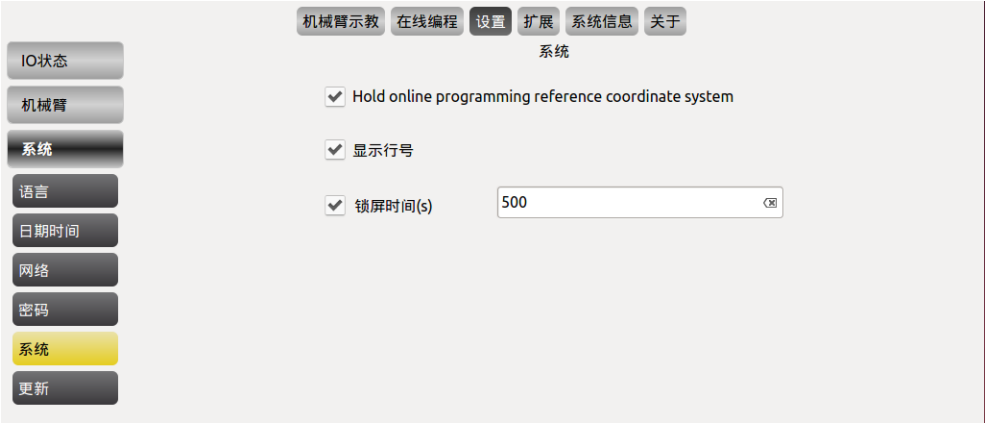 机械臂示教 在线编程 设置 扩展 系统信息 关于
系统
IO状态
机械臂
系统
语言
日期时间
网络
密码
系统
更新
Hold online programming reference coordinate system
显示行号
锁屏时间(s) 500